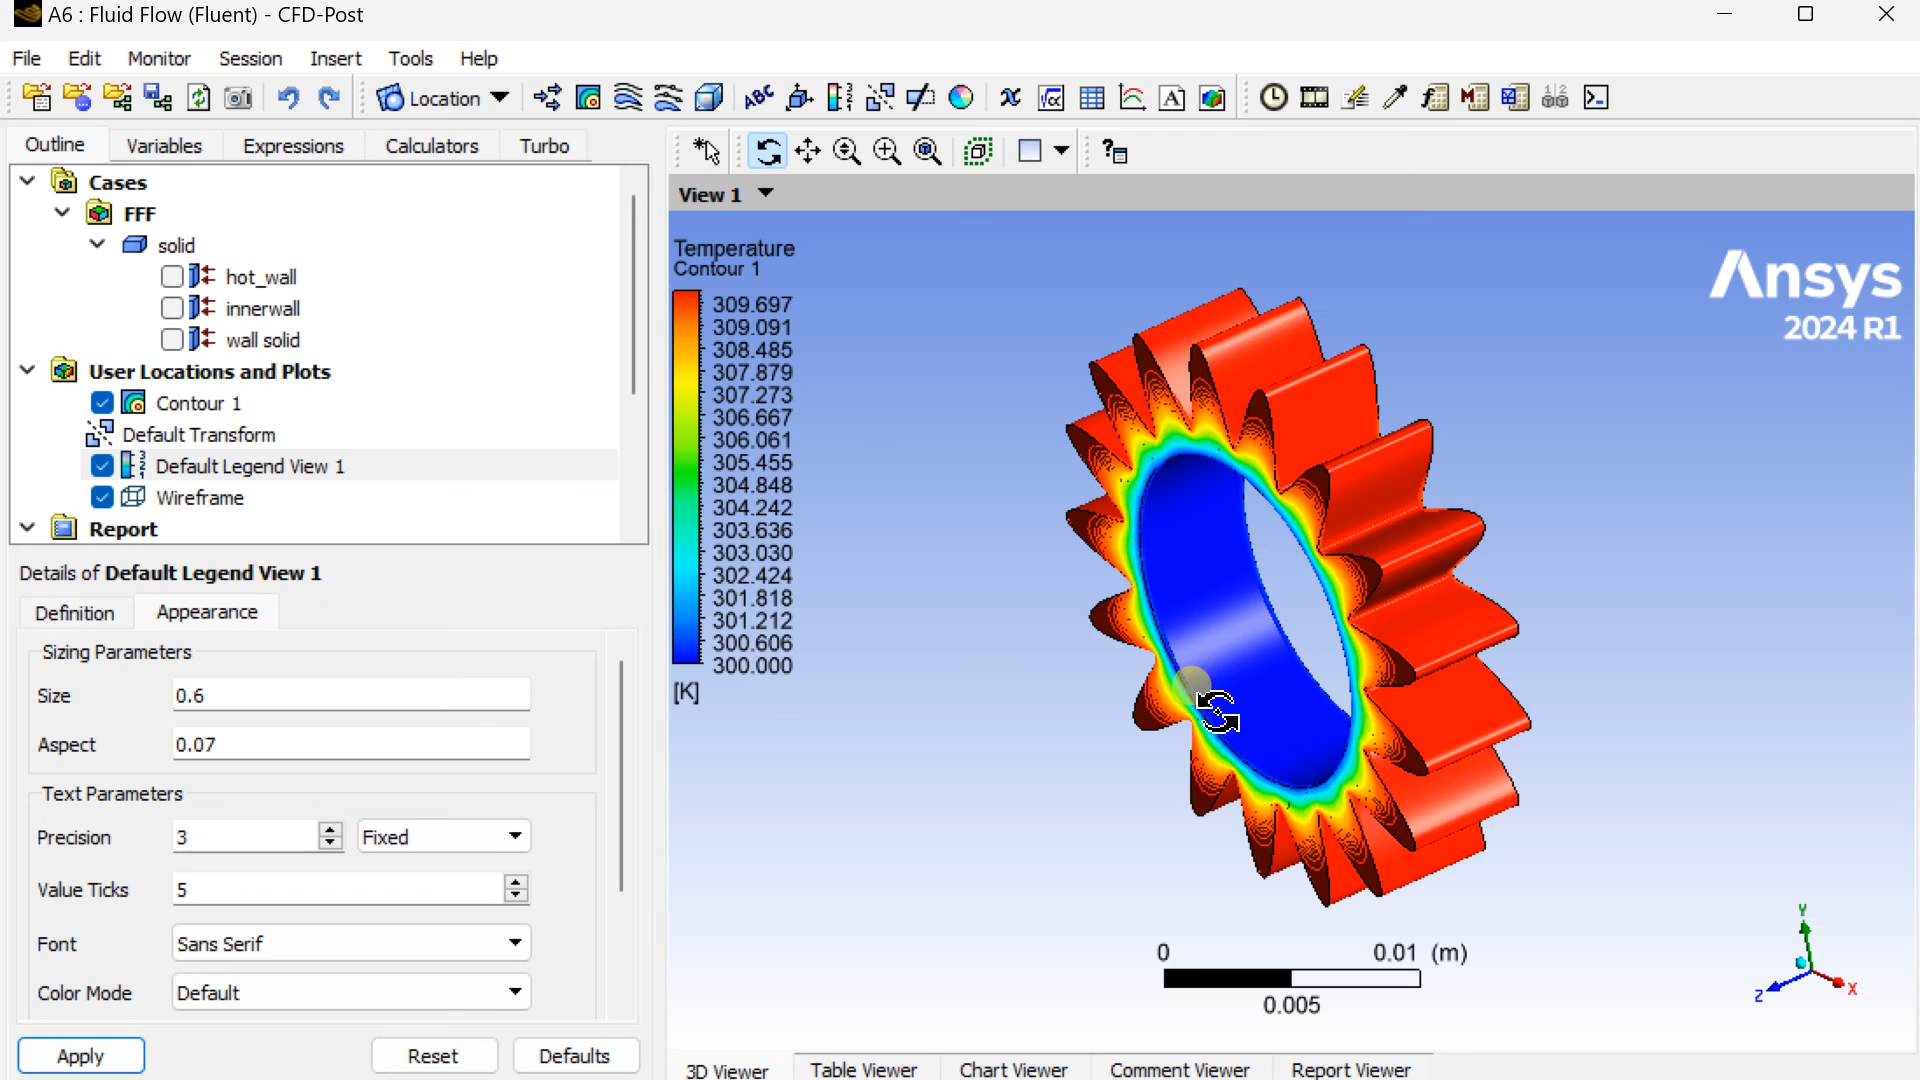 A6 : Fluid Flow (Fluent) - CFD-Post
File Edit Monitor Session Insert Tools Help
Location
Outline Variables Expressions Calculators Turbo
Cases
FFF
solid
hot_wall
innerwall
wall solid
User Locations and Plots
Contour 1
Default Transform
Default Legend View 1
Wireframe
Report
Details of Default Legend View 1
Definition Appearance
Sizing Parameters
Size 0.6
Aspect 0.07
Text Parameters
Precision 3 Fixed
Value Ticks 5
Font Sans Serif
Color Mode Default
Apply Reset Defaults
View 1
Temperature
Contour 1
309.697
309.091
308.485
307.879
307.273
306.667
306.061
305.455
304.848
304.242
303.636
303.030
302.424
301.818
301.212
300.606
300.000
[K]
Ansys
2024 R1
0 0.01 (m)
0.005
Y
Z X
3D Viewer Table Viewer Chart Viewer Comment Viewer Report Viewer